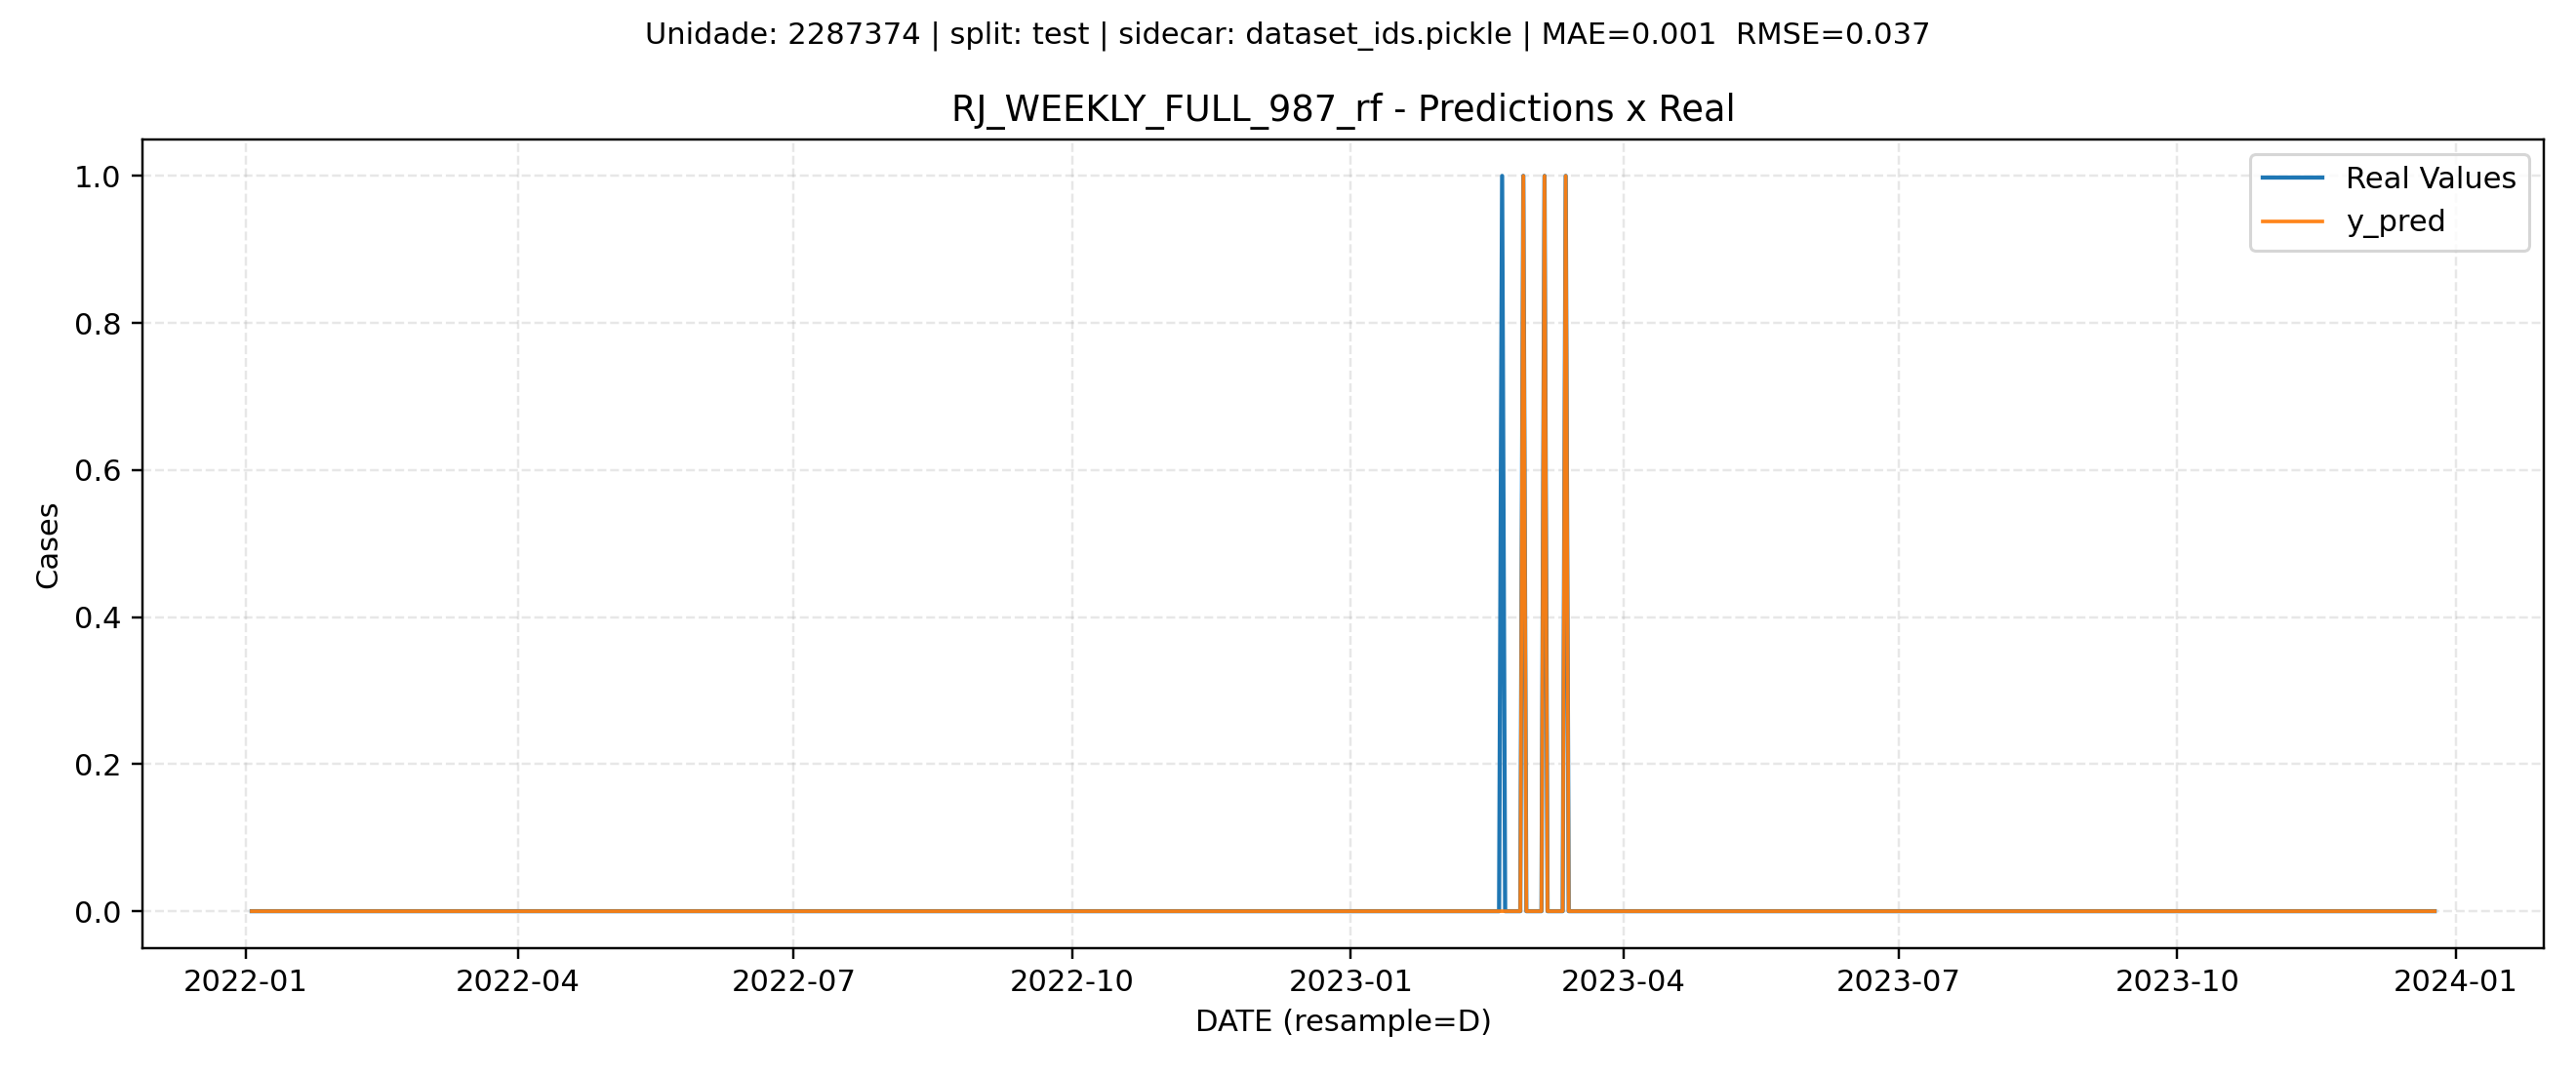 Unidade: 2287374 | split: test | sidecar: dataset_ids.pickle | MAE=0.001  RMSE=0.037
RJ_WEEKLY_FULL_987_rf - Predictions x Real
Real Values
y_pred
1.0
0.8
0.6
0.4
0.2
0.0
Cases
2022-01 2022-04 2022-07 2022-10 2023-01 2023-04 2023-07 2023-10 2024-01
DATE (resample=D)